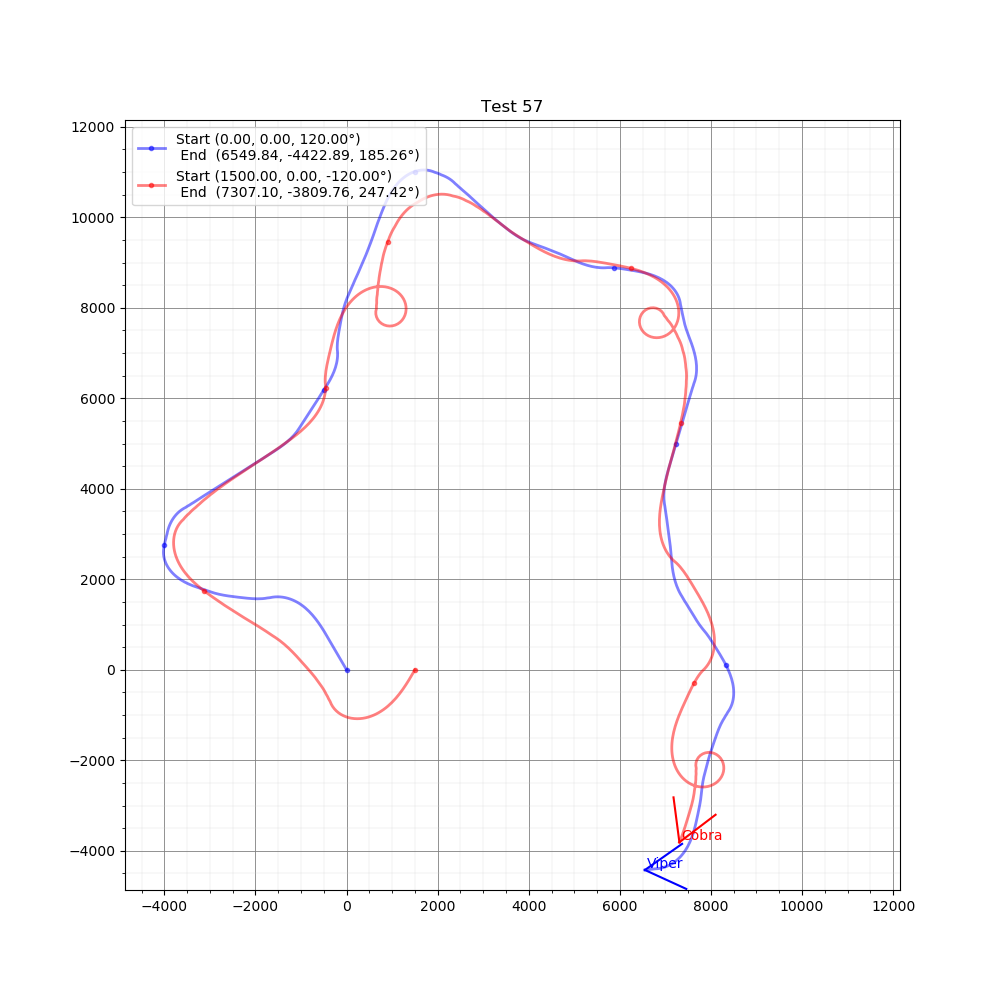 Test 57
Start (0.00, 0.00, 120.00°)
End (6549.84, -4422.89, 185.26°)
Start (1500.00, 0.00, -120.00°)
End (7307.10, -3809.76, 247.42°)
12000
10000
8000
6000
4000
2000
0
−2000
−4000
Cobra
Viper
−4000 −2000 0 2000 4000 6000 8000 10000 12000